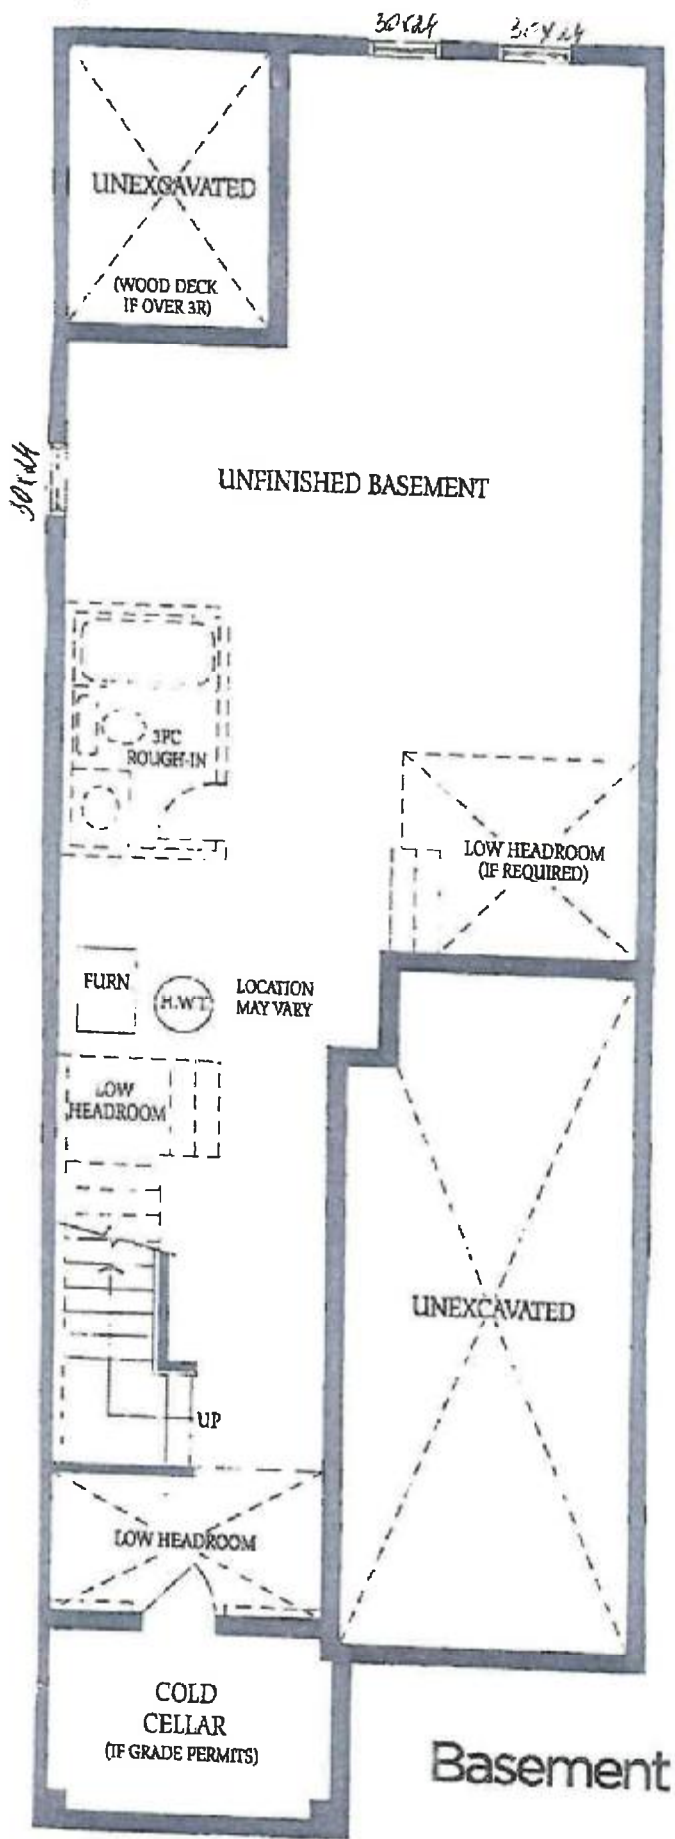 30x24
30x24
UNEXCAVATED
(WOOD DECK
IF OVER 3R)
30x24
UNFINISHED BASEMENT
3PC
ROUGH-IN
LOW HEADROOM
(IF REQUIRED)
FURN
H.W.T.
LOCATION
MAY VARY
LOW
HEADROOM
UNEXCAVATED
UP
LOW HEADROOM
COLD
CELLAR
(IF GRADE PERMITS)
Basement